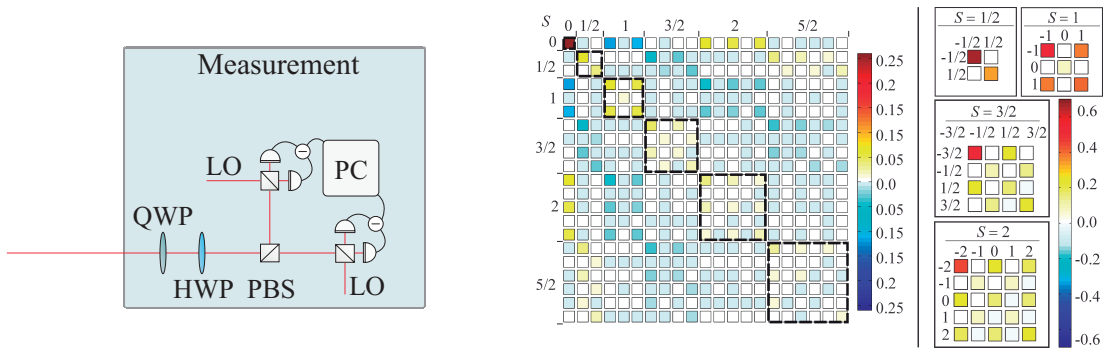 Measurement
LO
PC
QWP
HWP PBS
LO
S
0 1/2 1 3/2 2 5/2
0
1/2
1
3/2
2
5/2
0.25
0.20
0.15
0.10
0.05
0.0
0.05
0.10
0.15
0.20
0.25
S = 1/2
-1/2 1/2
-1/2
1/2
S = 1
-1 0 1
-1
0
1
S = 3/2
-3/2 -1/2 1/2 3/2
-3/2
-1/2
1/2
3/2
S = 2
-2 -1 0 1 2
-2
-1
0
1
2
0.6
0.4
0.2
0.0
-0.2
-0.4
-0.6